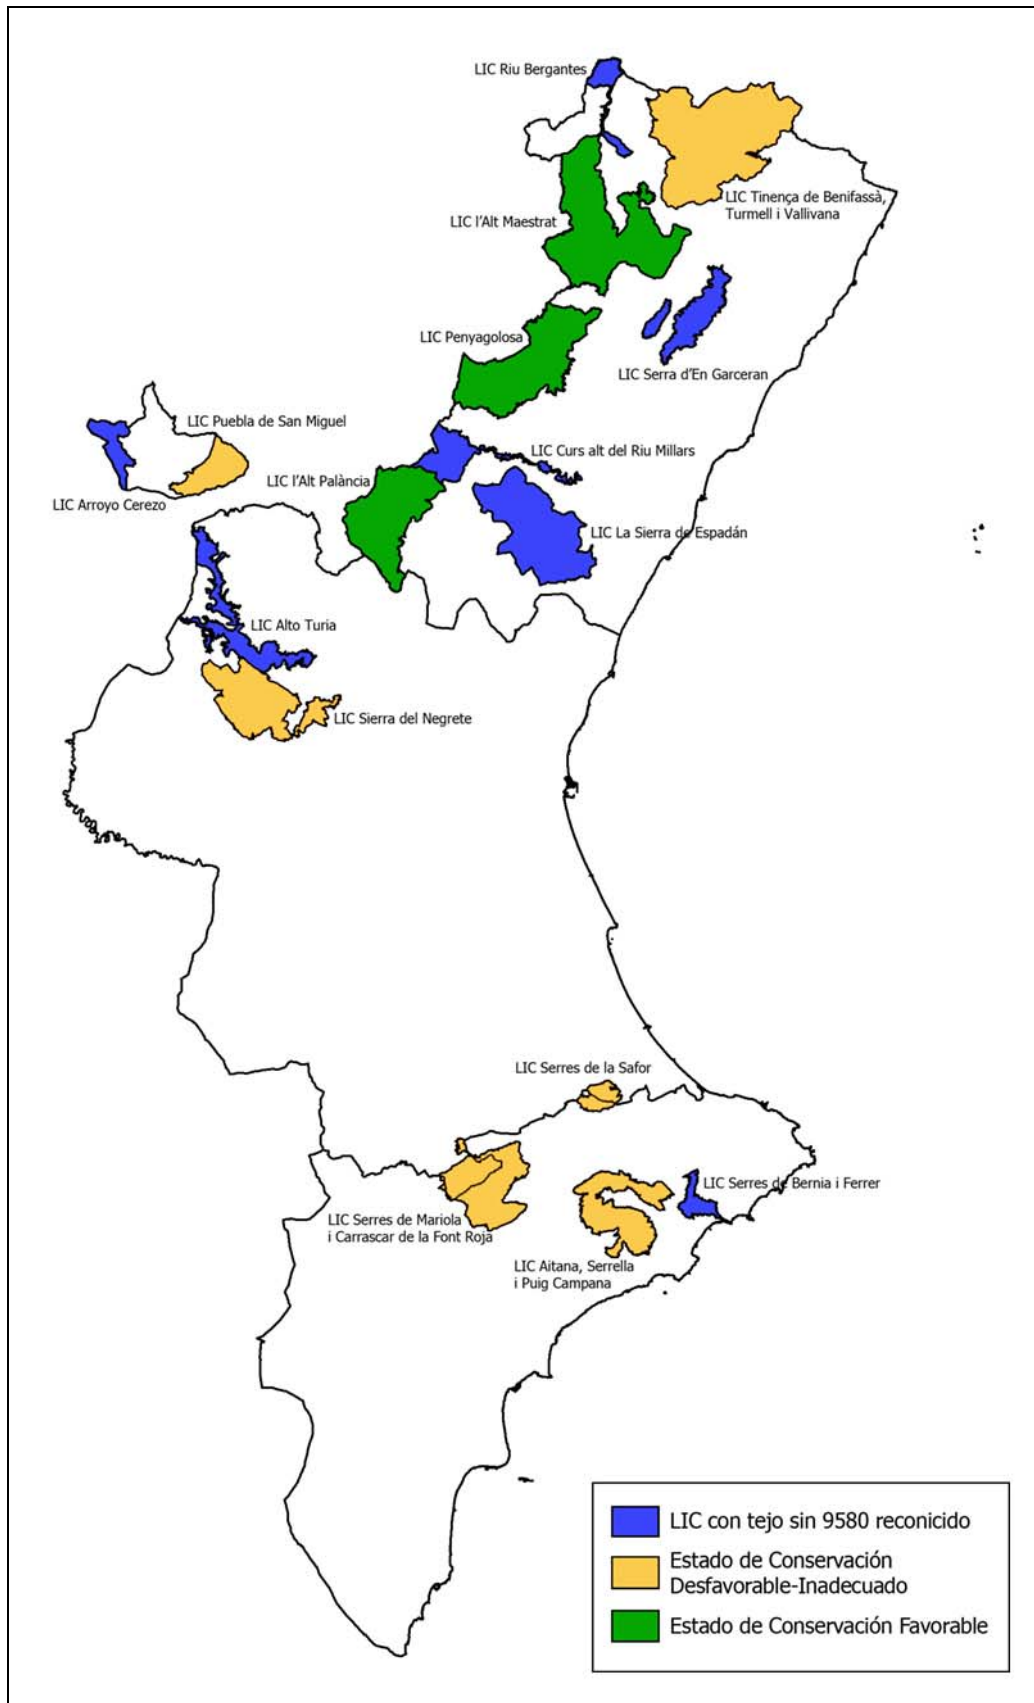 LIC Riu Bergantes
LIC Tinença de Benifassà,
Turmell i Vallivana
LIC l'Alt Maestrat
LIC Penyagolosa
LIC Serra d'En Garceran
LIC Puebla de San Miguel
LIC Curs alt del Riu Millars
LIC l'Alt Palància
LIC Arroyo Cerezo
LIC La Sierra de Espadán
LIC Alto Turia
LIC Sierra del Negrete
LIC Serres de la Safor
LIC Serres de Bernia i Ferrer
LIC Serres de Mariola
i Carrascar de la Font Roja
LIC Aitana, Serrella
i Puig Campana
LIC con tejo sin 9580 reconicido
Estado de Conservación
Desfavorable-Inadecuado
Estado de Conservación Favorable